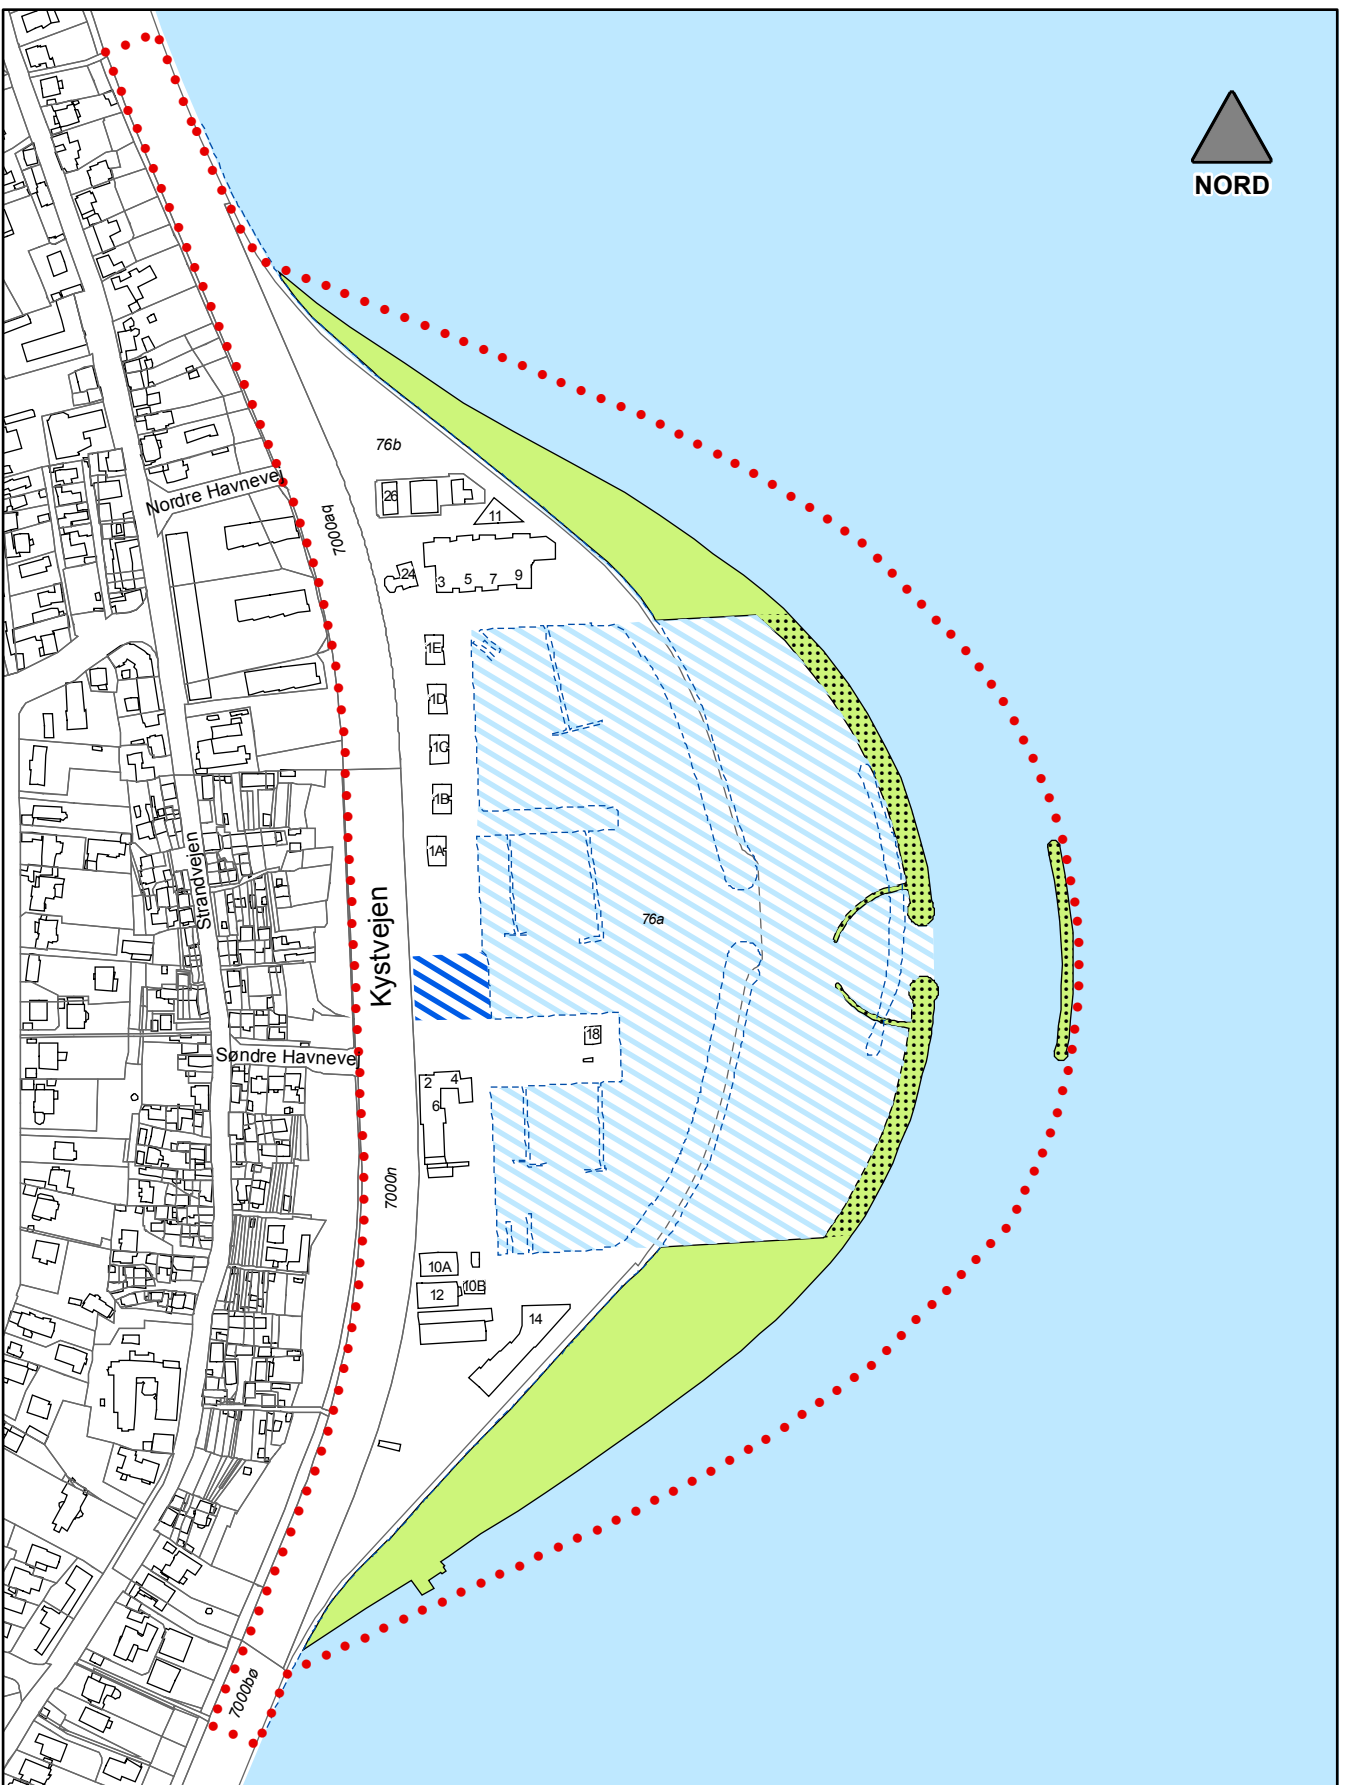 NORD
76b
26
11
Nordre Havnevej
7000aq
24
3 5 7 9
1E
1D
1C
1B
1A
Strandvejen
Kystvejen
76a
18
Søndre Havnevej
2 4
6
7000n
10A
10B
12
14
7000bø